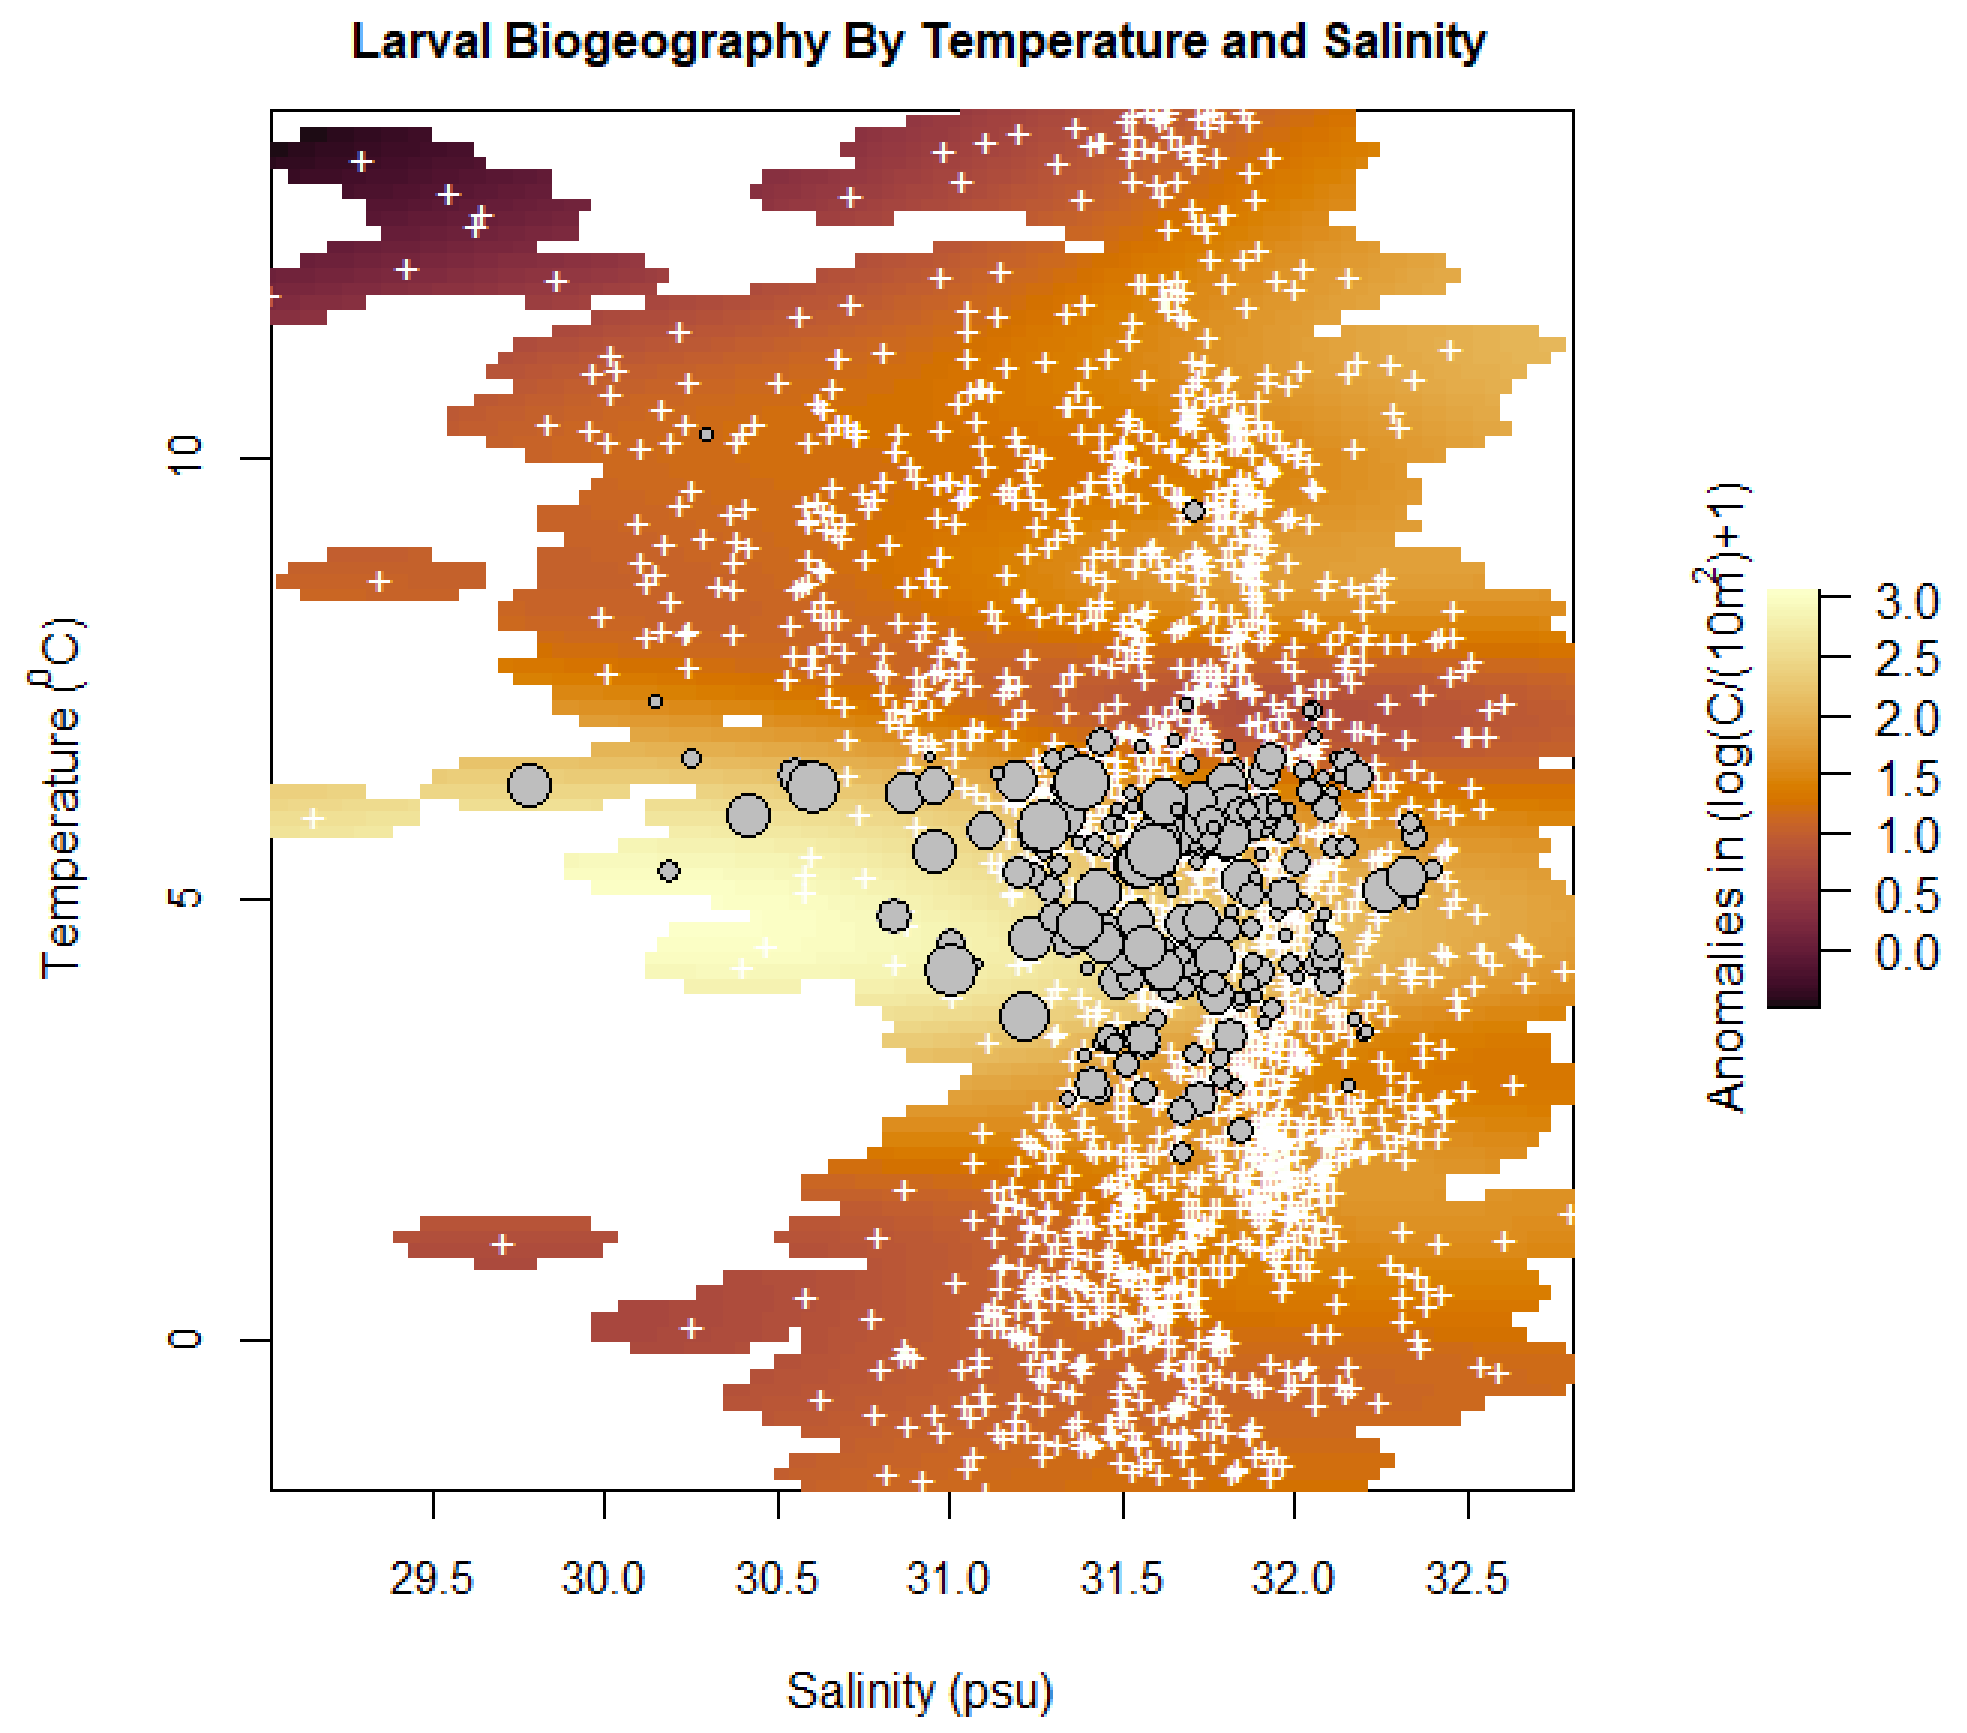 Larval Biogeography By Temperature and Salinity
Temperature (⁰C)
10
5
0
29.5 30.0 30.5 31.0 31.5 32.0 32.5
Salinity (psu)
Anomalies in (log(C/(10m²)+1)
3.0
2.5
2.0
1.5
1.0
0.5
0.0